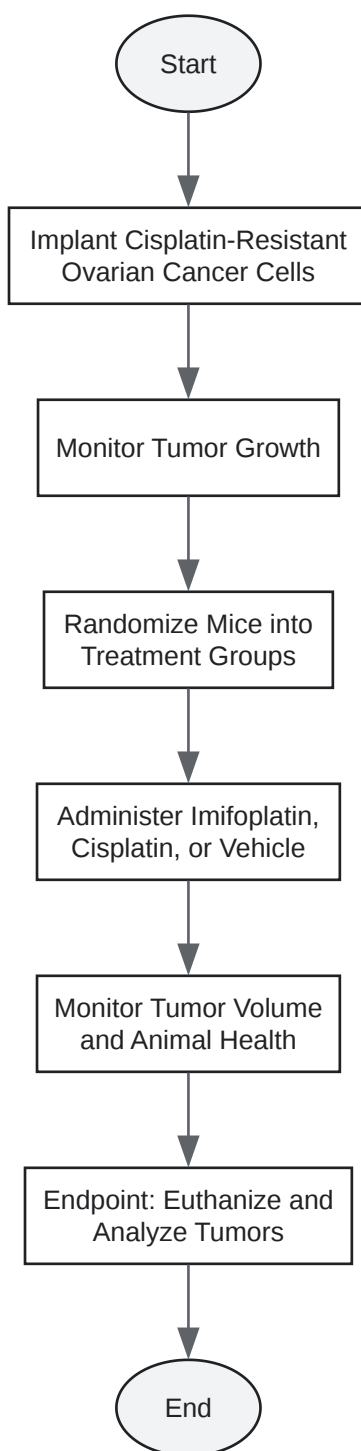 Start
Implant Cisplatin-Resistant
Ovarian Cancer Cells
Monitor Tumor Growth
Randomize Mice into
Treatment Groups
Administer Imifoplatin,
Cisplatin, or Vehicle
Monitor Tumor Volume
and Animal Health
Endpoint: Euthanize and
Analyze Tumors
End